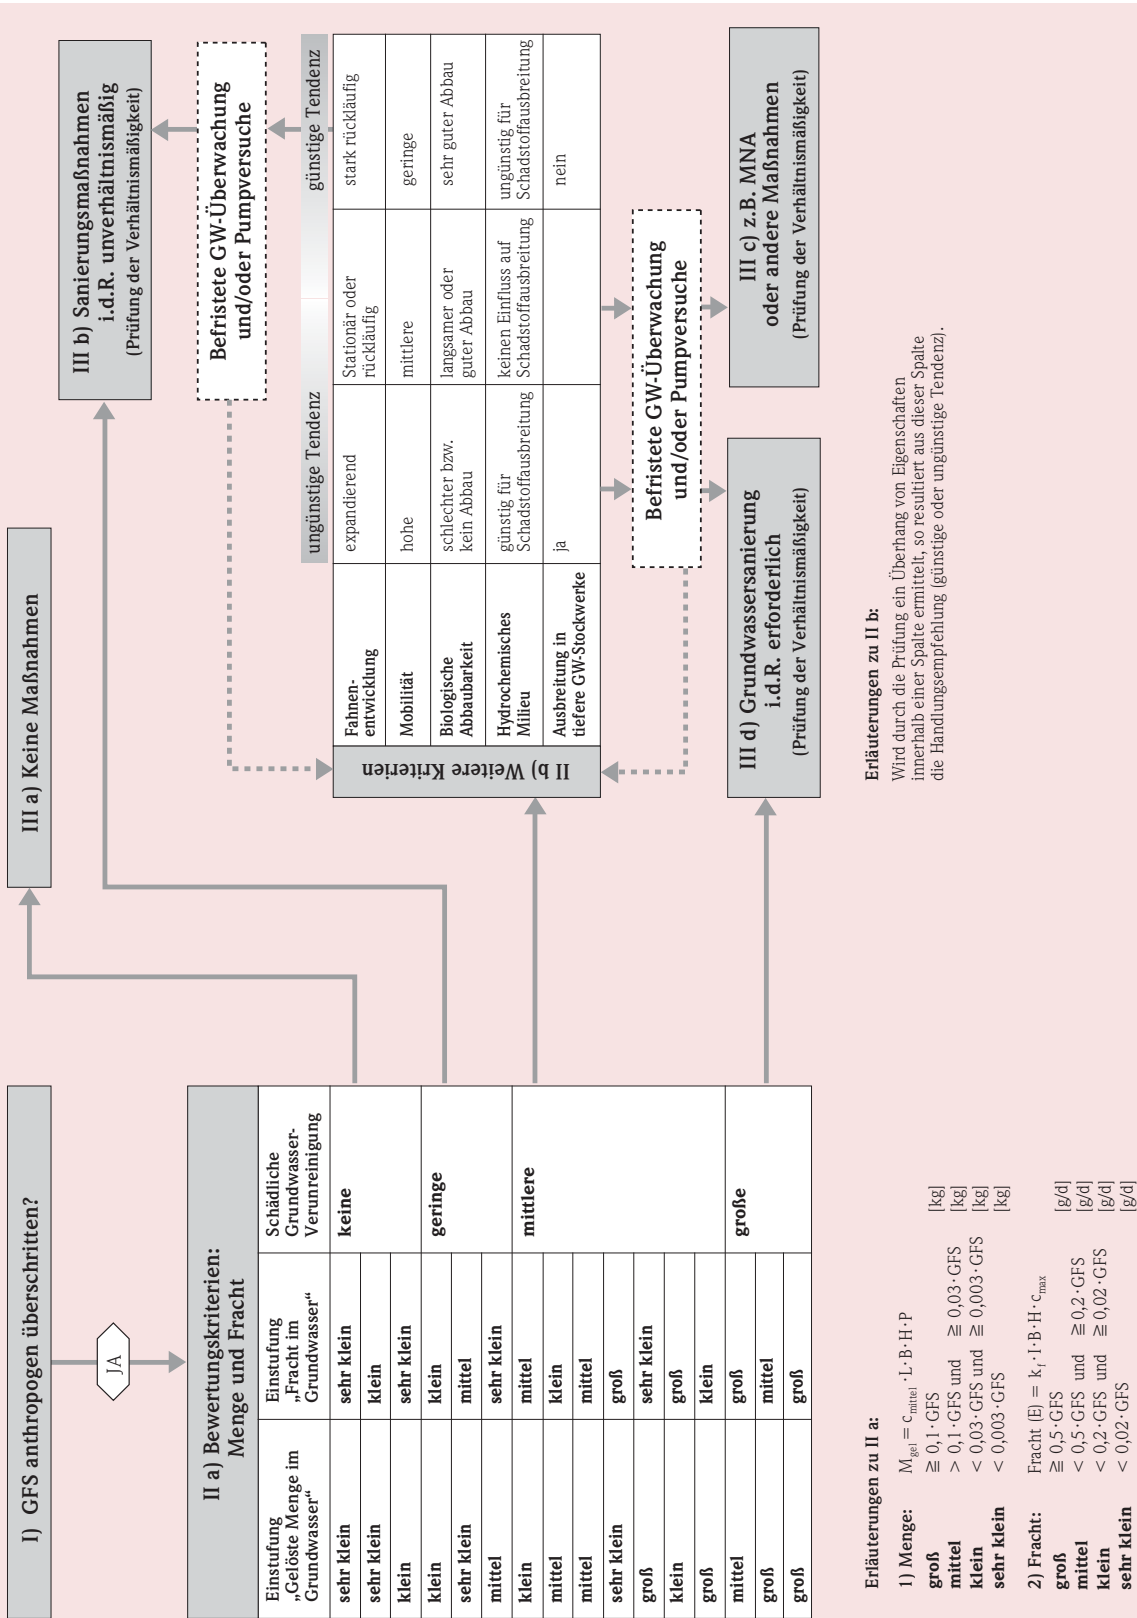 I) GFS anthropogen überschritten?
JA
II a) Bewertungskriterien:
Menge und Fracht
Einstufung
„Gelöste Menge im
Grundwasser“
Einstufung
„Fracht im
Grundwasser“
Schädliche
Grundwasser-
Verunreinigung
sehr klein
sehr klein
keine
sehr klein
klein
klein
sehr klein
klein
klein
geringe
sehr klein
mittel
mittel
sehr klein
klein
mittel
mittlere
mittel
klein
mittel
mittel
sehr klein
groß
groß
sehr klein
klein
groß
groß
klein
mittel
groß
große
groß
mittel
groß
groß
III a) Keine Maßnahmen
III b) Sanierungsmaßnahmen
i.d.R. unverhältnismäßig
(Prüfung der Verhältnismäßigkeit)
Befristete GW-Überwachung
und/oder Pumpversuche
ungünstige Tendenz
günstige Tendenz
II b) Weitere Kriterien
Fahnen-
entwicklung
expandierend
Stationär oder
rückläufig
stark rückläufig
Mobilität
hohe
mittlere
geringe
Biologische
Abbaubarkeit
schlechter bzw.
kein Abbau
langsamer oder
guter Abbau
sehr guter Abbau
Hydrochemisches
Milieu
günstig für
Schadstoffausbreitung
keinen Einfluss auf
Schadstoffausbreitung
ungünstig für
Schadstoffausbreitung
Ausbreitung in
tiefere GW-Stockwerke
ja
nein
Befristete GW-Überwachung
und/oder Pumpversuche
III d) Grundwassersanierung
i.d.R. erforderlich
(Prüfung der Verhältnismäßigkeit)
III c) z.B. MNA
oder andere Maßnahmen
(Prüfung der Verhältnismäßigkeit)
Erläuterungen zu II a:
1) Menge: M_gel = c_mittel · L · B · H · P
groß ≧ 0,1 · GFS [kg]
mittel > 0,1 · GFS und ≧ 0,03 · GFS [kg]
klein < 0,03 · GFS und ≧ 0,003 · GFS [kg]
sehr klein < 0,003 · GFS [kg]
2) Fracht: Fracht (E) = k_f · I · B · H · c_max
groß ≧ 0,5 · GFS [g/d]
mittel < 0,5 · GFS und ≧ 0,2 · GFS [g/d]
klein < 0,2 · GFS und ≧ 0,02 · GFS [g/d]
sehr klein < 0,02 · GFS [g/d]
Erläuterungen zu II b:
Wird durch die Prüfung ein Überhang von Eigenschaften
innerhalb einer Spalte ermittelt, so resultiert aus dieser Spalte
die Handlungsempfehlung (günstige oder ungünstige Tendenz).